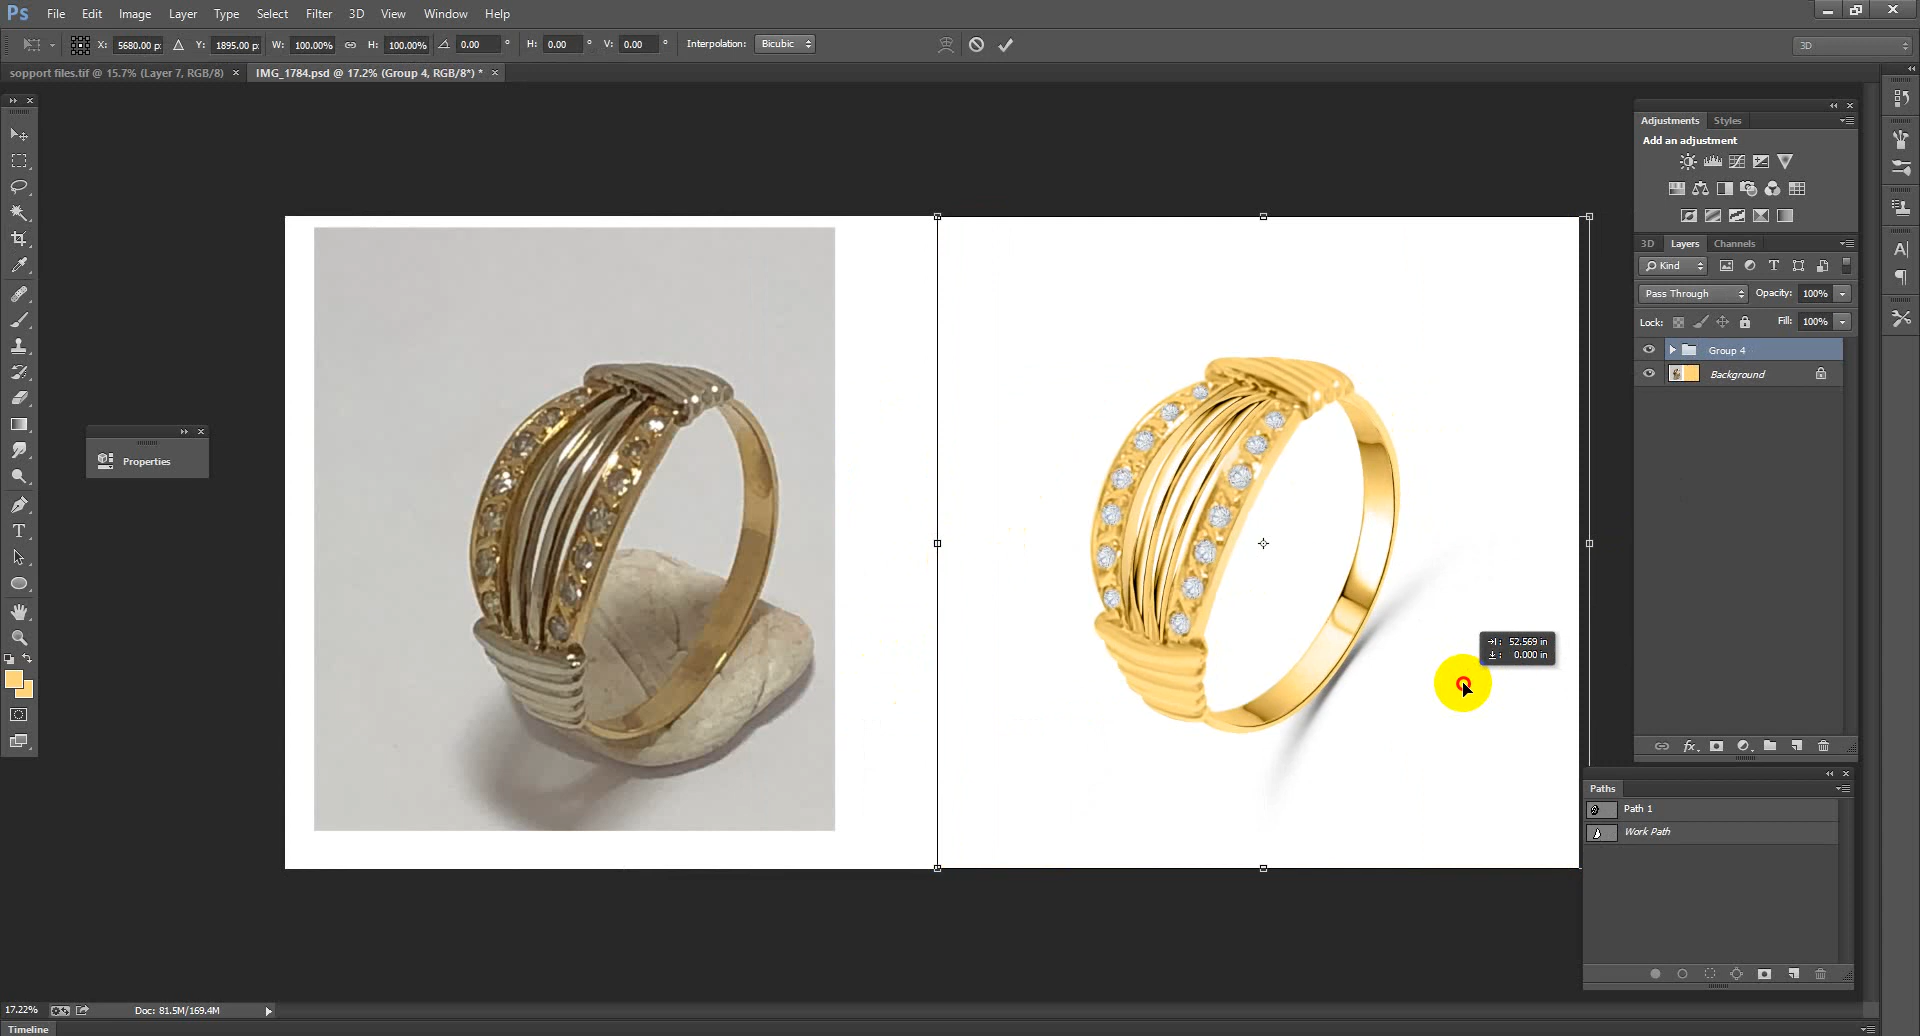 Ps File Edit Image Layer Type Select Filter 3D View Window Help
X: 5680.00 p: Y: 1895.00 p: W: 100.00% H: 100.00% 0.00 ° H: 0.00 ° V: 0.00 ° Interpolation: Bicubic 3D
sopport files.tif @ 15.7% (Layer 7, RGB/8) × IMG_1784.psd @ 17.2% (Group 4, RGB/8*) * ×
Adjustments Styles
Add an adjustment
3D Layers Channels
Kind T
Pass Through Opacity: 100%
Lock: Fill: 100%
Group 4
Background
fx
Properties
T
A
52.569 in
0.000 in
Paths
Path 1
Work Path
17.22% Doc: 81.5M/169.4M
Timeline